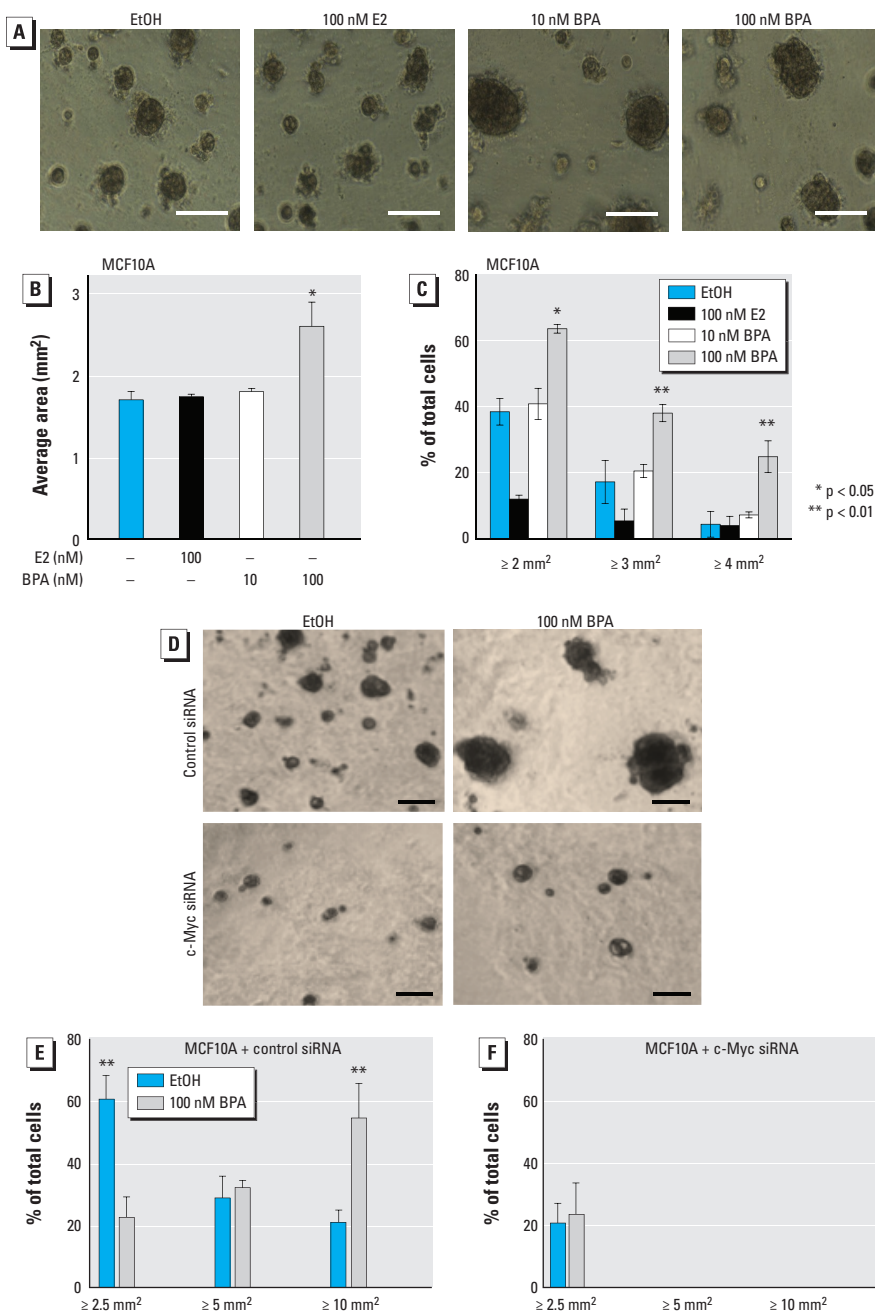 A
EtOH
100 nM E2
10 nM BPA
100 nM BPA
B
MCF10A
Average area (mm²)
3
2
1
0
E2 (nM)
–
100
–
–
BPA (nM)
–
–
10
100
*
C
MCF10A
% of total cells
80
60
40
20
0
EtOH
100 nM E2
10 nM BPA
100 nM BPA
*
**
**
≥ 2 mm²
≥ 3 mm²
≥ 4 mm²
* p < 0.05
** p < 0.01
D
EtOH
100 nM BPA
Control siRNA
c-Myc siRNA
E
MCF10A + control siRNA
% of total cells
80
60
40
20
0
**
EtOH
100 nM BPA
**
≥ 2.5 mm²
≥ 5 mm²
≥ 10 mm²
F
MCF10A + c-Myc siRNA
% of total cells
80
60
40
20
0
≥ 2.5 mm²
≥ 5 mm²
≥ 10 mm²